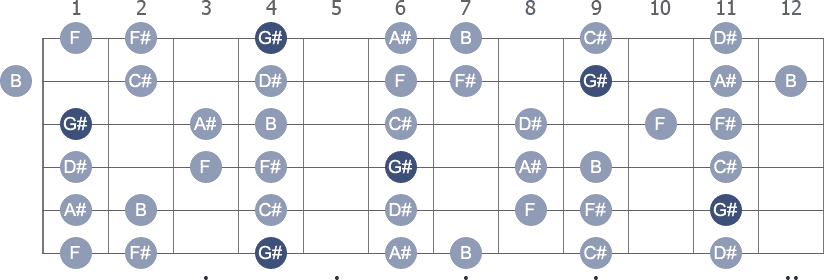 1 2 3 4 5 6 7 8 9 10 11 12
F F# G# A# B C# D#
B C# D# F F# G# A# B
G# A# B C# D# F F#
D# F F# G# A# B C#
A# B C# D# F F# G#
F F# G# A# B C# D#